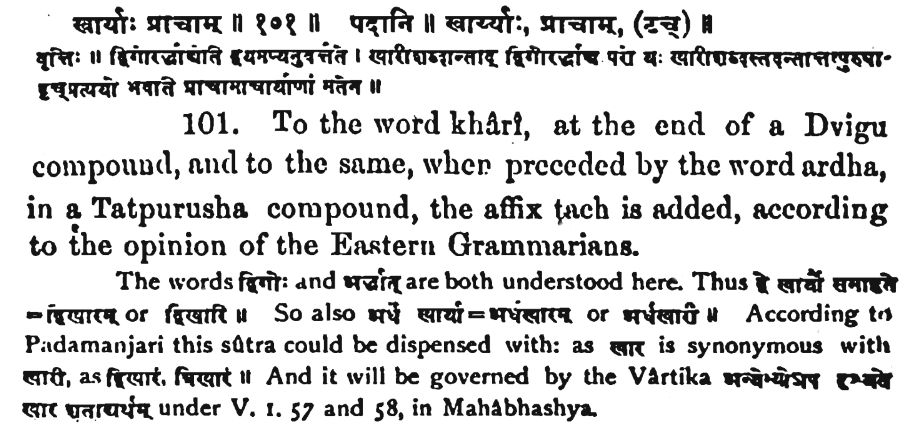 खार्याः प्राचाम् ॥ १०१ ॥ पदानि ॥ खार्य्याः, प्राचाम्, (टच्) ॥
वृत्तिः ॥ द्विगोरर्द्धाच्चेति द्वयमप्यनुवर्त्तते । खारीशब्दान्ताद् द्विगोरर्द्धाच्च परो यः खारीशब्दस्तदन्तात्तत्पुरुषा-
ट्टच्प्रत्ययो भवति प्राचामाचार्याणां मतेन ॥
101. To the word khârî, at the end of a Dvigu
compound, and to the same, when preceded by the word ardha,
in a Tatpurusha compound, the affix ṭach is added, according
to the opinion of the Eastern Grammarians.
The words द्विगोः and अर्द्धात् are both understood here. Thus द्वे खार्यौ समाहृते
=द्विखारम् or द्विखारि ॥ So also अर्धं खार्याः=अर्धखारम् or अर्धखारी ॥ According to
Padamanjari this sûtra could be dispensed with: as खार is synonymous with
खारी, as द्विखारं, त्रिखारं ॥ And it will be governed by the Vârtika अन्येभ्योऽपि दृश्यते
खार शताद्यर्थम् under V. 1. 57 and 58, in Mahâbhashya.